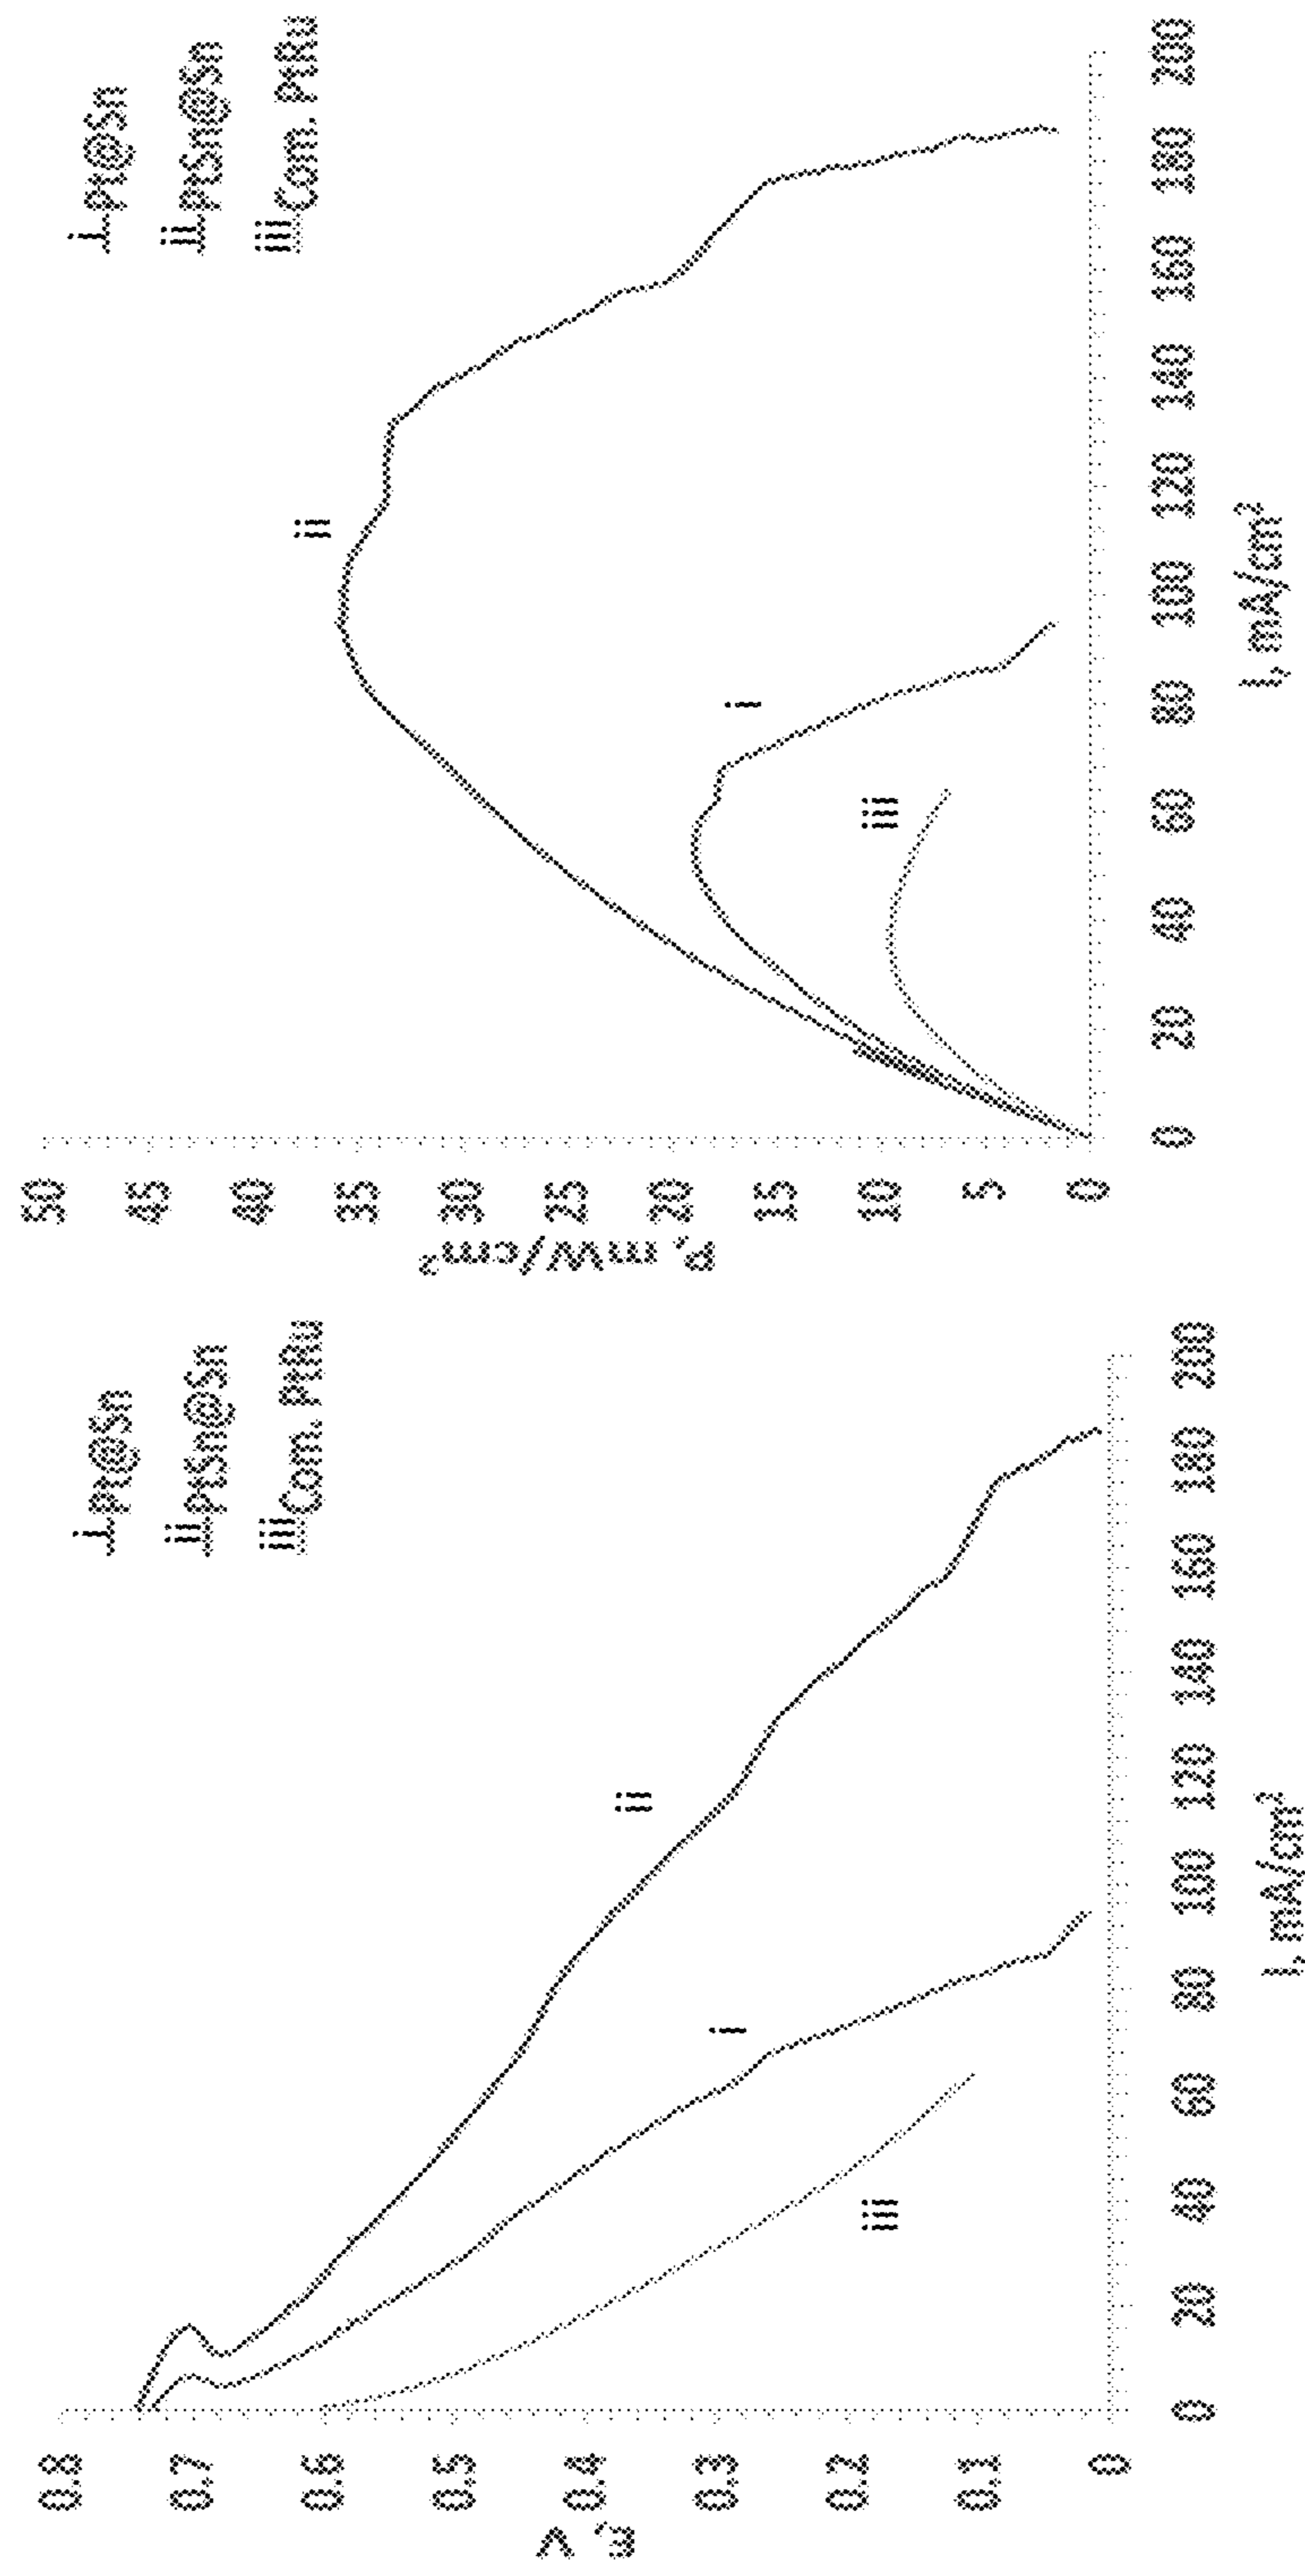 E, V
0.8
0.7
0.6
0.5
0.4
0.3
0.2
0.1
0
0 20 40 60 80 100 120 140 160 180 200
i, mA/cm²
i Pt@Sn
ii PtSn@Sn
iii Com. PtRu
ii
i
iii
P, mW/cm²
50
45
40
35
30
25
20
15
10
5
0
0 20 40 60 80 100 120 140 160 180 200
i, mA/cm²
i Pt@Sn
ii PtSn@Sn
iii Com. PtRu
ii
i
iii